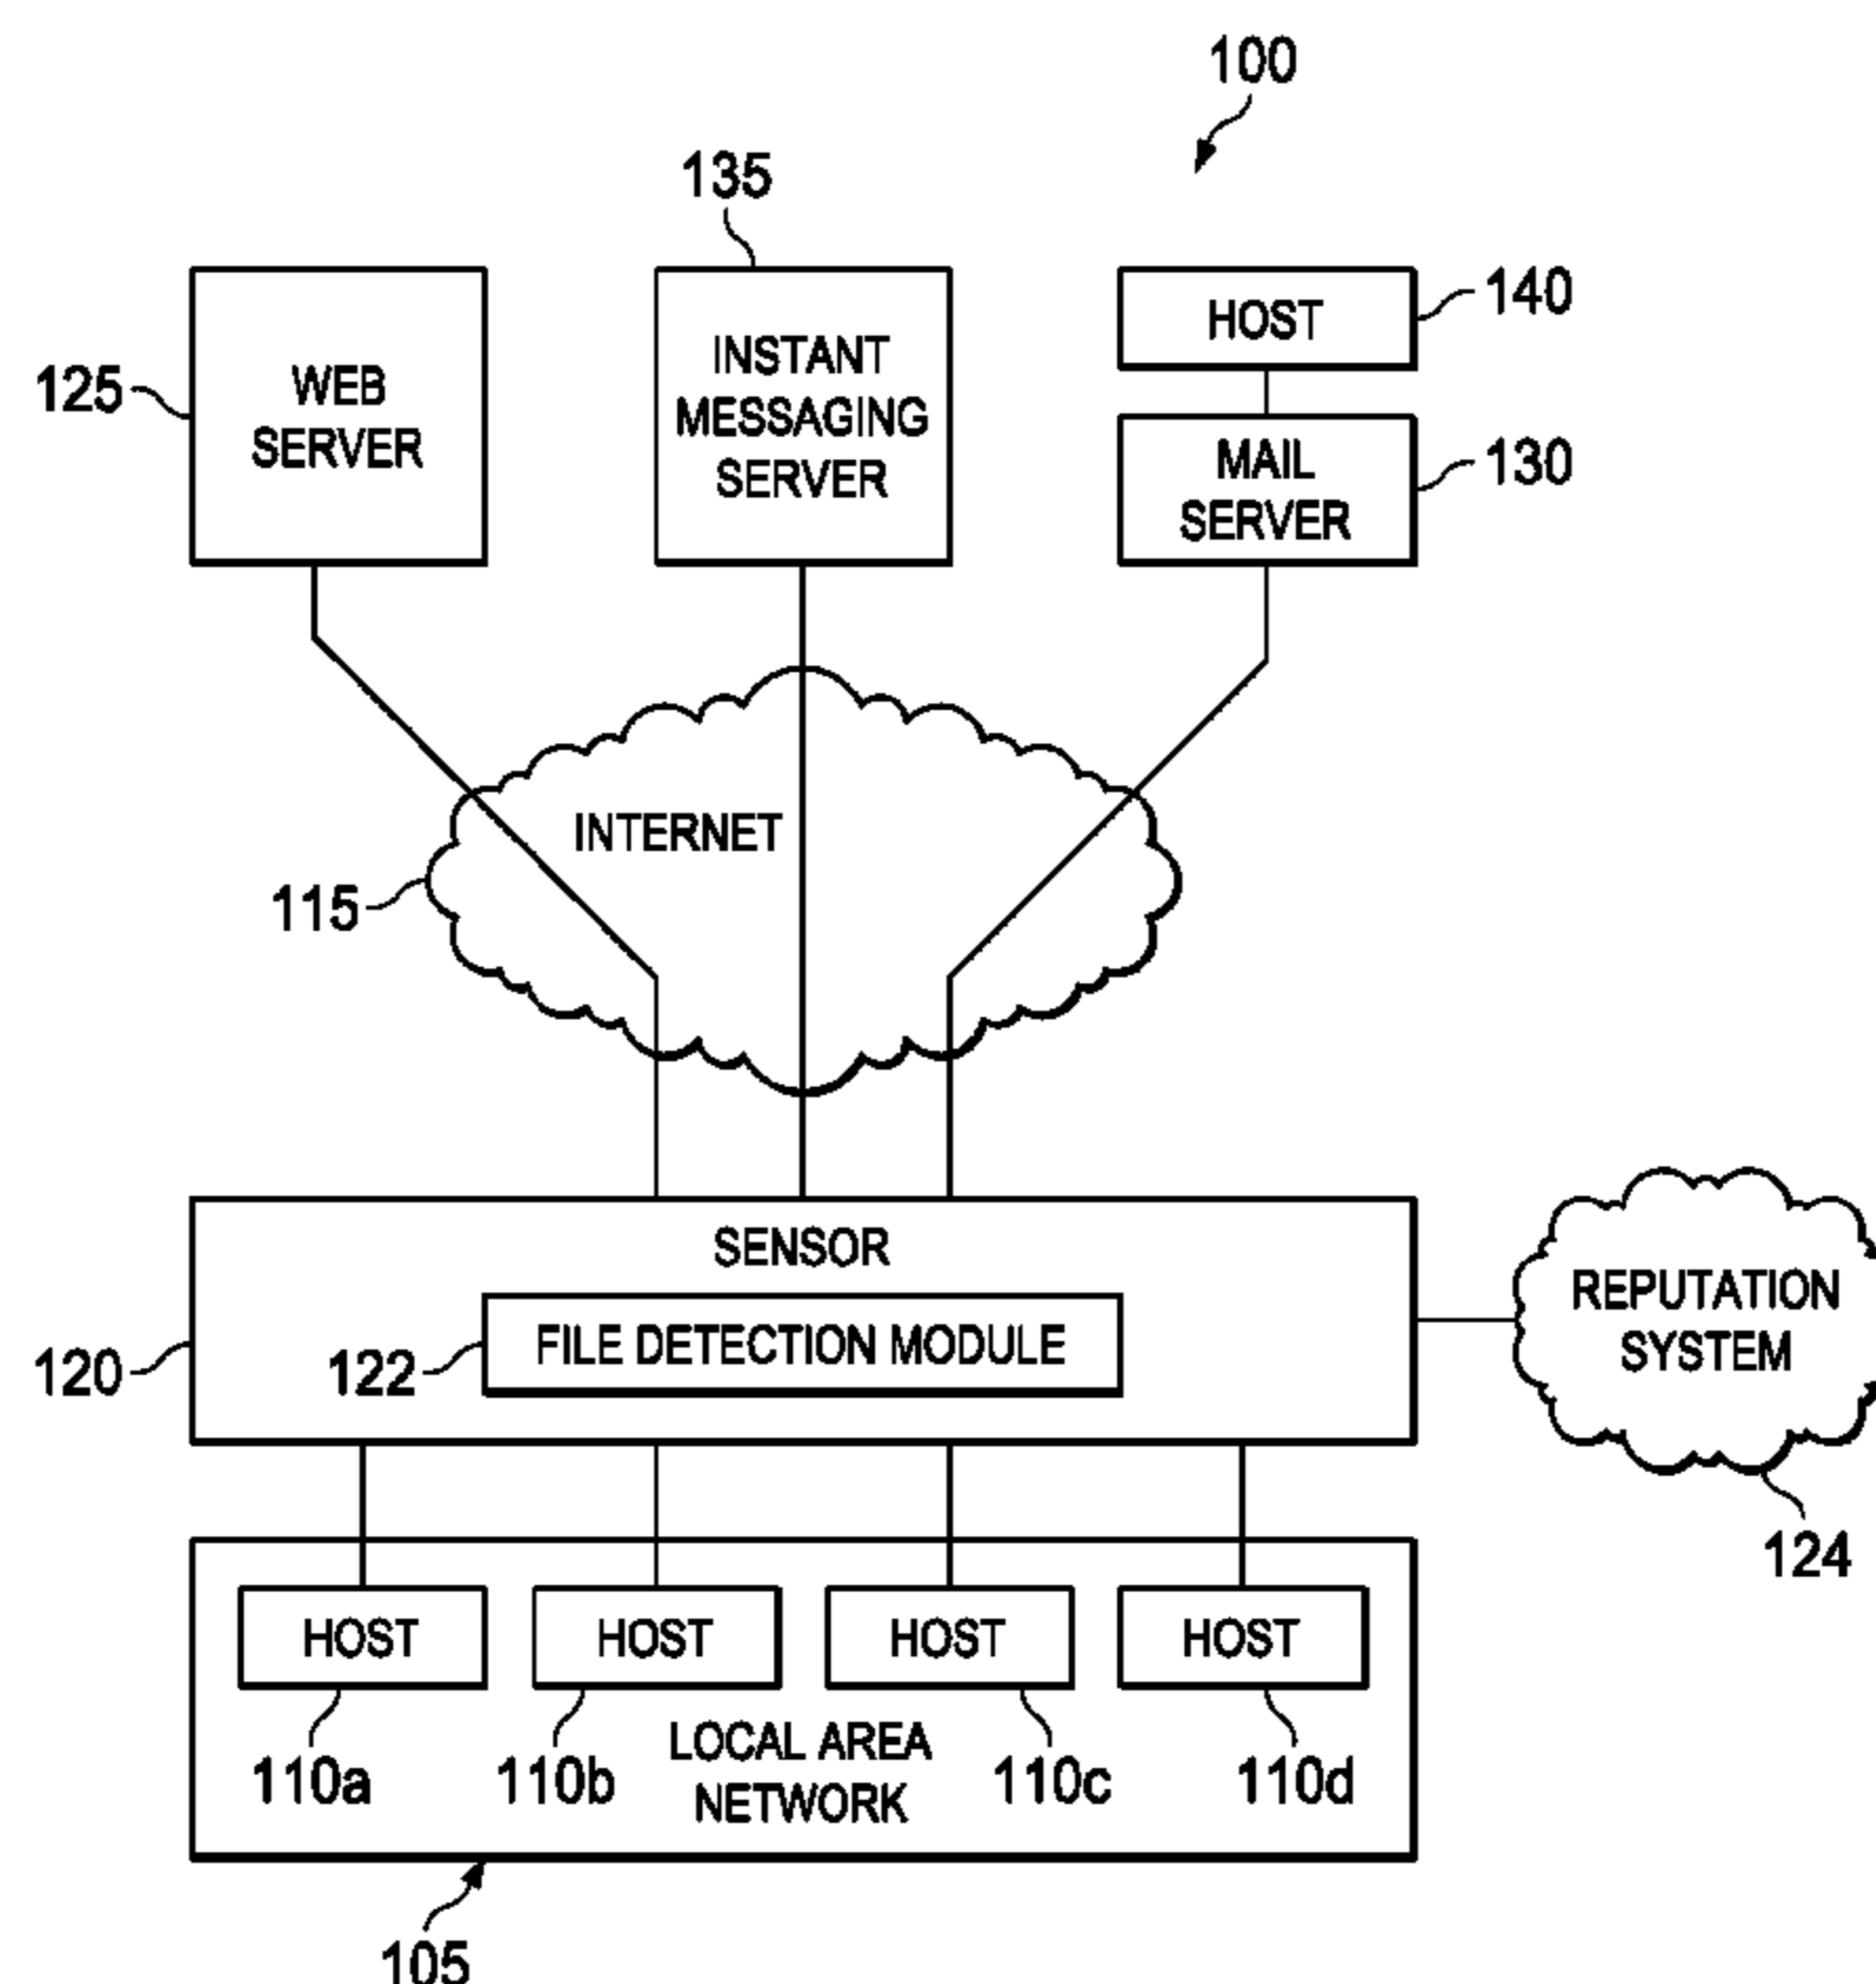 100
135
WEB
SERVER
125
INSTANT
MESSAGING
SERVER
HOST
140
MAIL
SERVER
130
INTERNET
115
SENSOR
FILE DETECTION MODULE
120
122
REPUTATION
SYSTEM
124
HOST
HOST
HOST
HOST
110a
110b
LOCAL AREA
NETWORK
110c
110d
105